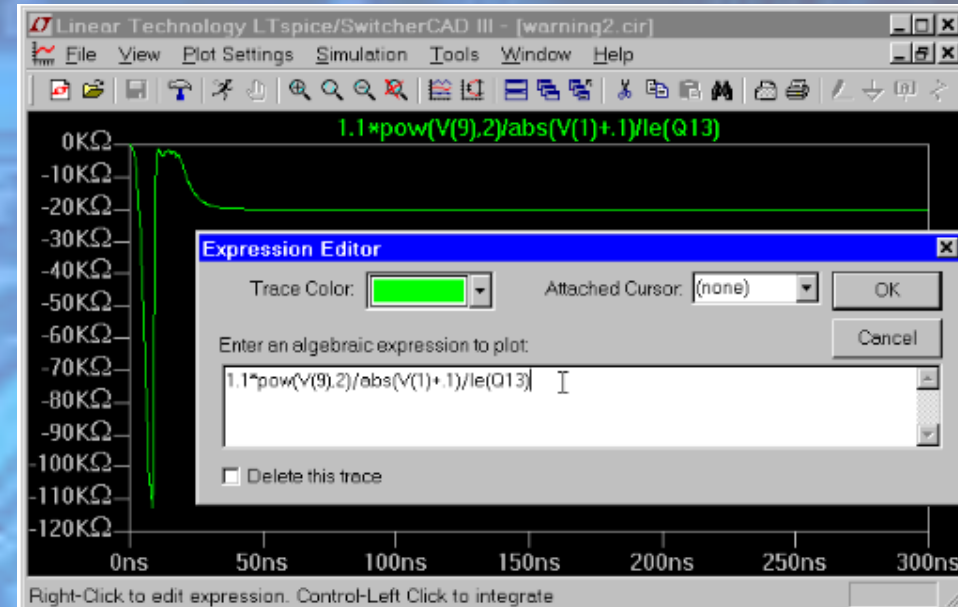 Linear Technology LTspice/SwitcherCAD III - [warning2.cir]
File View Plot Settings Simulation Tools Window Help
1.1*pow(V(9),2)/abs(V(1)+.1)/Ie(Q13)
0KΩ
-10KΩ
-20KΩ
-30KΩ
-40KΩ
-50KΩ
-60KΩ
-70KΩ
-80KΩ
-90KΩ
-100KΩ
-110KΩ
-120KΩ
Expression Editor
Trace Color:
Attached Cursor: (none)
OK
Cancel
Enter an algebraic expression to plot:
1.1*pow(V(9),2)/abs(V(1)+.1)/Ie(Q13)
Delete this trace
0ns 50ns 100ns 150ns 200ns 250ns 300ns
Right-Click to edit expression. Control-Left Click to integrate